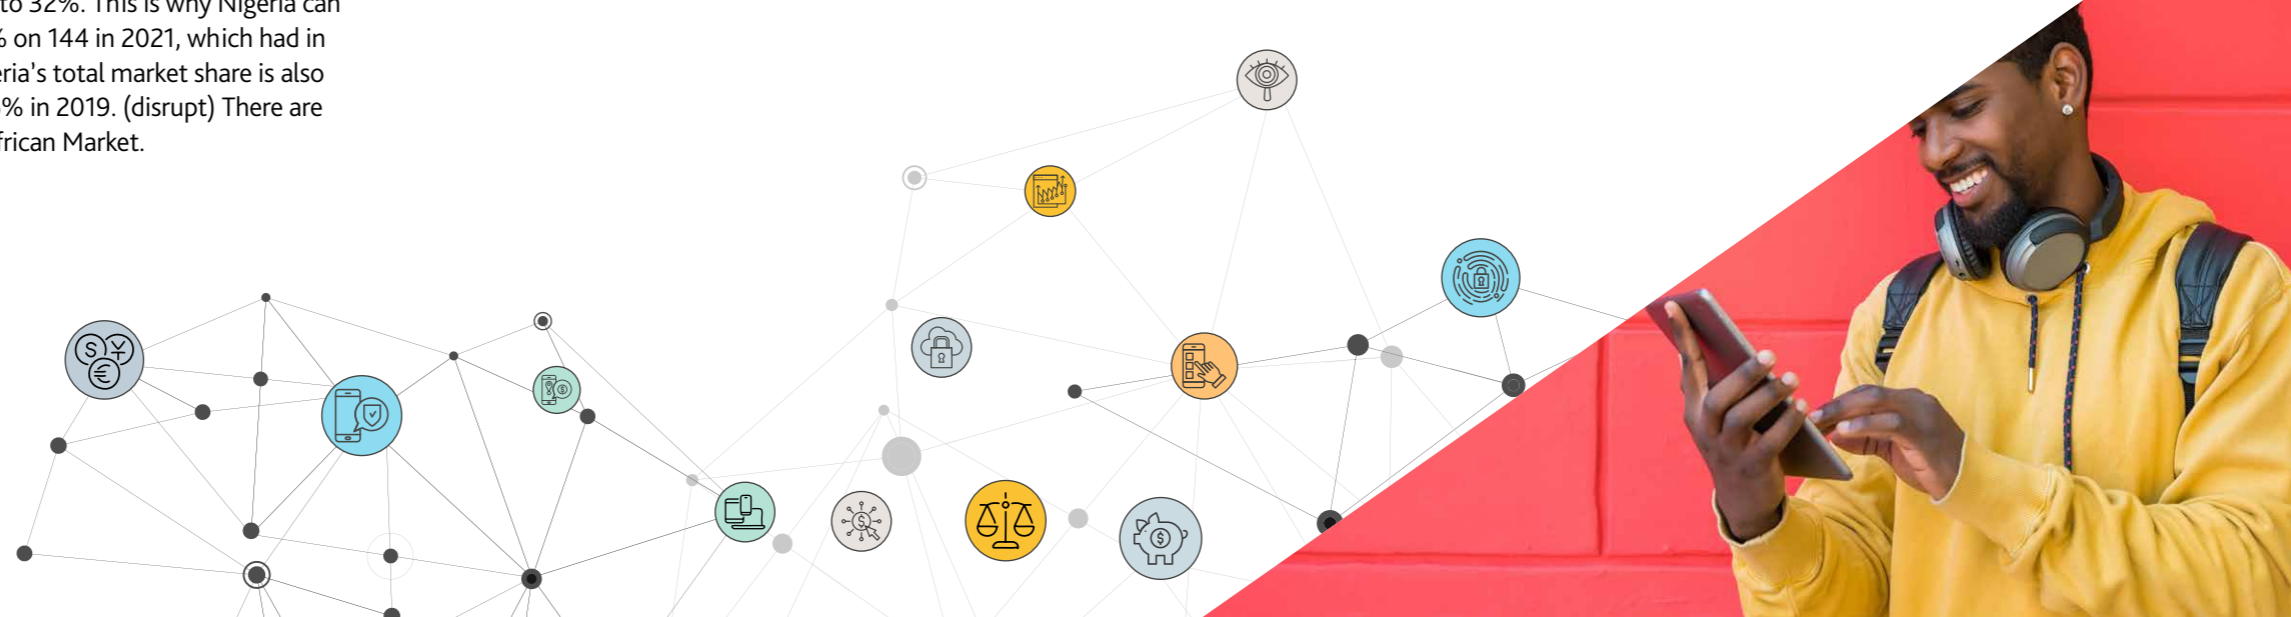 to 32%. This is why Nigeria can
% on 144 in 2021, which had in
eria's total market share is also
% in 2019. (disrupt) There are
frican Market.